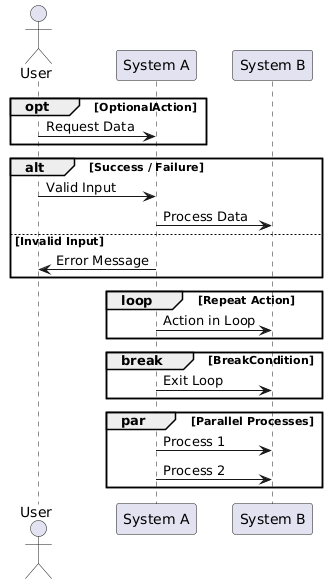 User
System A
System B
opt
[OptionalAction]
Request Data
alt
[Success / Failure]
Valid Input
Process Data
[Invalid Input]
Error Message
loop
[Repeat Action]
Action in Loop
break
[BreakCondition]
Exit Loop
par
[Parallel Processes]
Process 1
Process 2
User
System A
System B